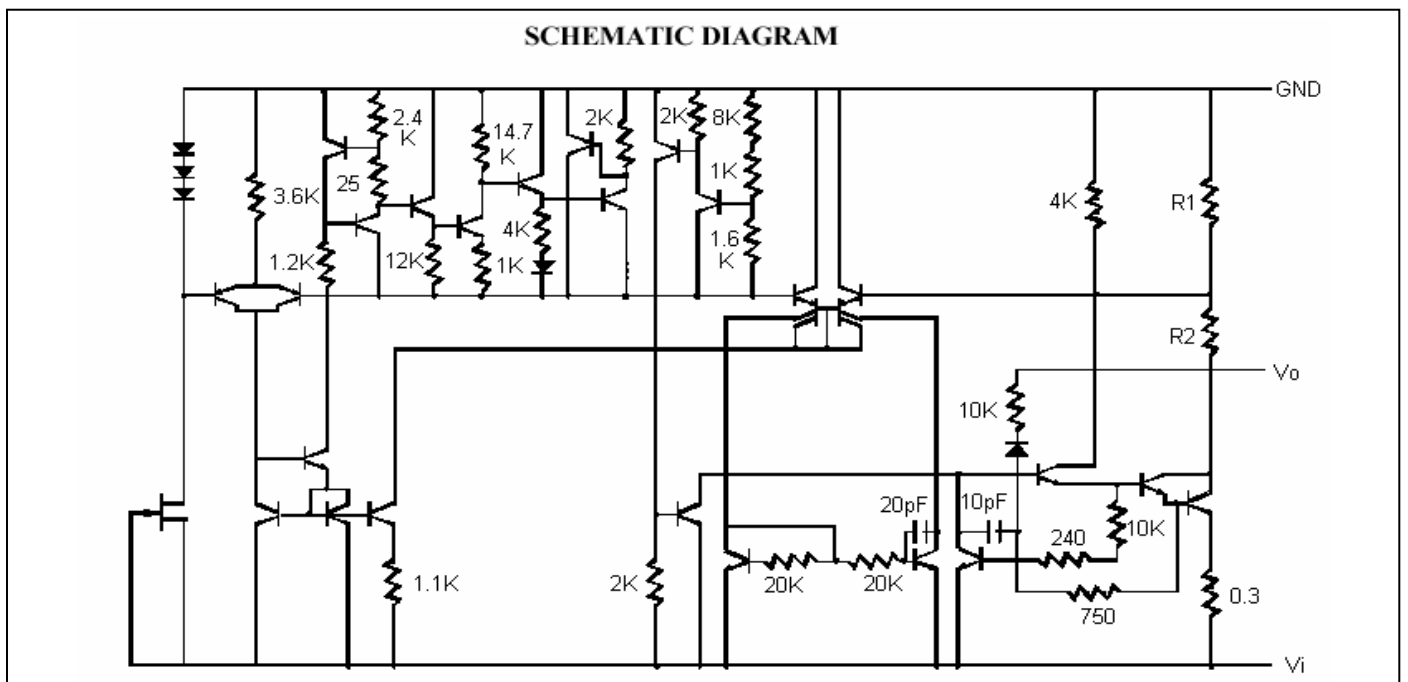 SCHEMATIC DIAGRAM
GND
2.4
K
14.7
K
2K
2K
8K
3.6K
25
1K
4K
R1
1.2K
12K
1K
4K
1.6
K
R2
Vo
10K
20pF
10pF
10K
240
1.1K
2K
20K
20K
750
0.3
Vi